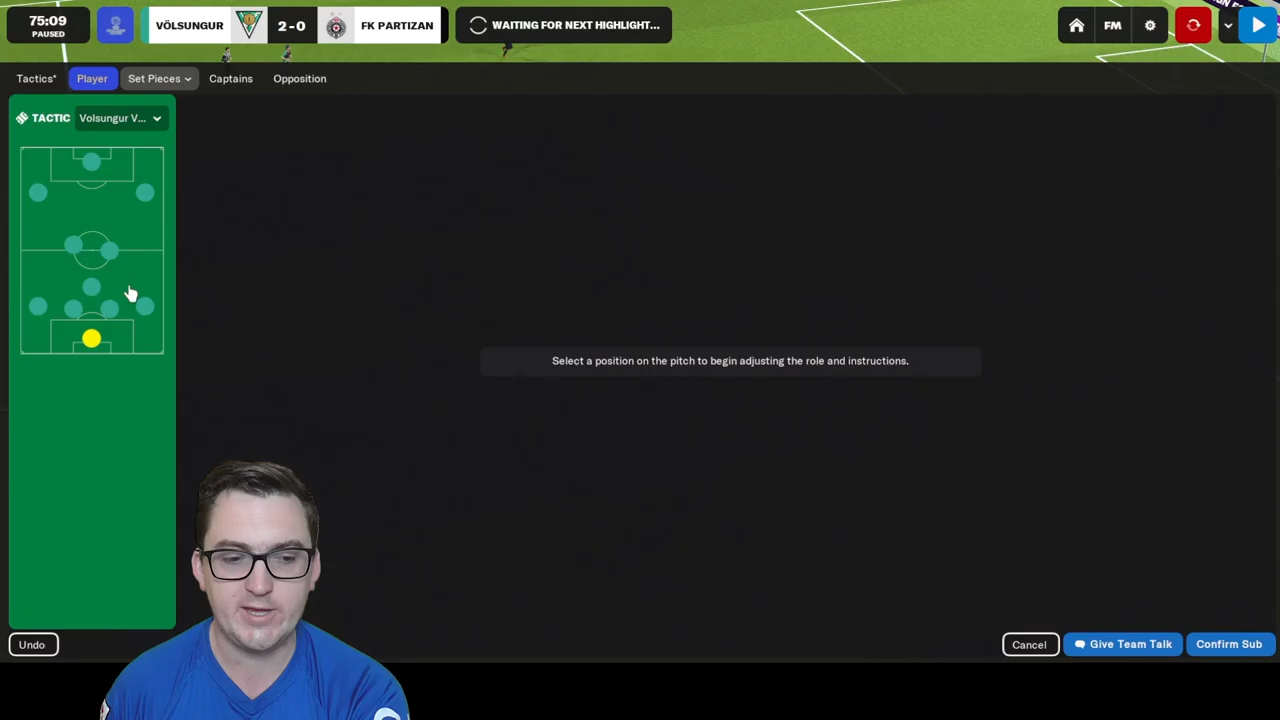 75:09
PAUSED
VÖLSUNGUR
2-0
FK PARTIZAN
WAITING FOR NEXT HIGHLIGHT...
FM
Tactics*
Player
Set Pieces
Captains
Opposition
TACTIC
Volsungur V...
Select a position on the pitch to begin adjusting the role and instructions.
Undo
Cancel
Give Team Talk
Confirm Sub